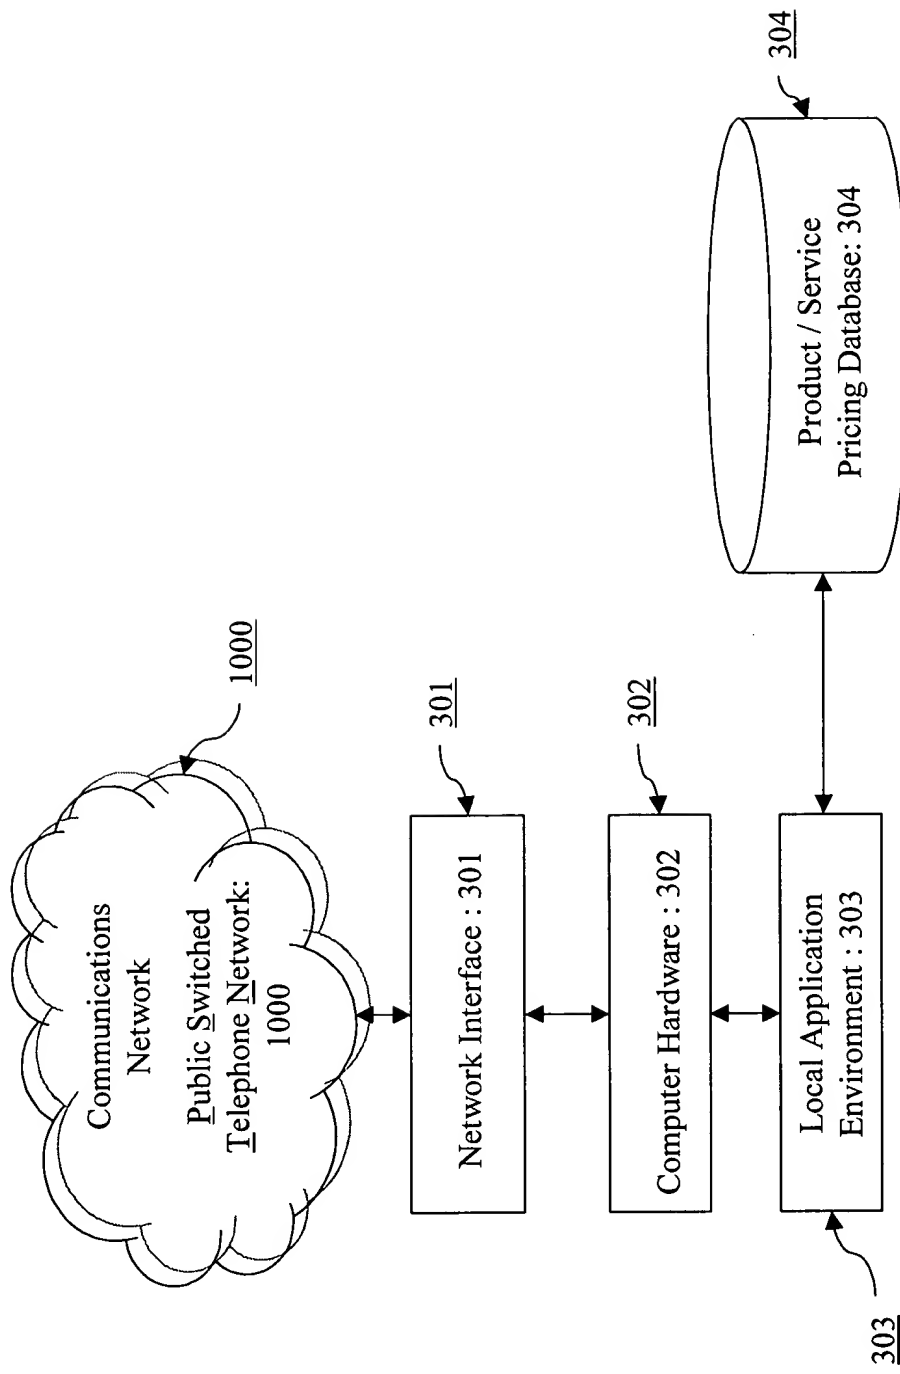 Communications
Network
Public Switched
Telephone Network:
1000
1000
Network Interface : 301
301
Computer Hardware : 302
302
Local Application
Environment : 303
303
Product / Service
Pricing Database: 304
304